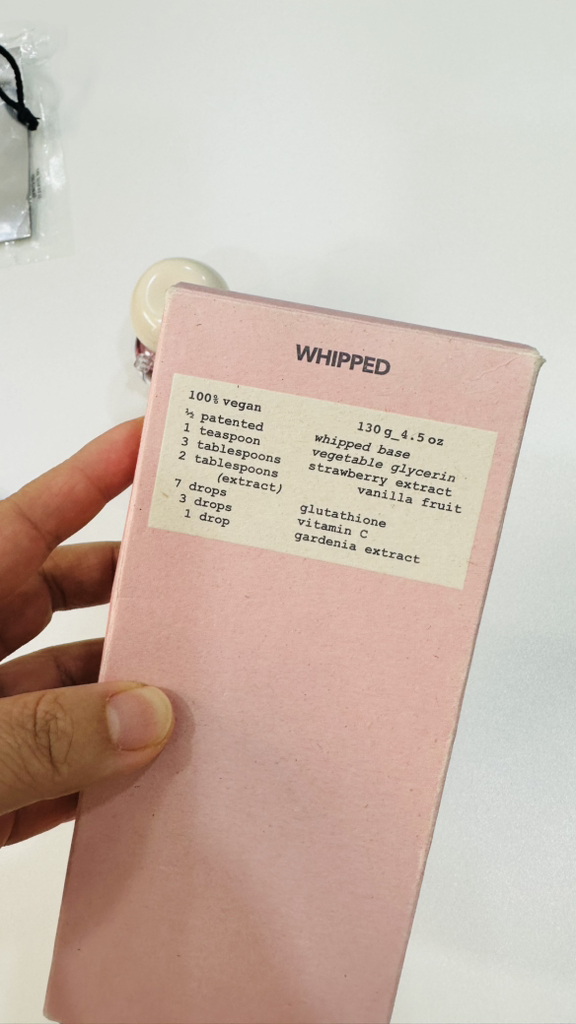 WHIPPED
100% vegan 130 g_4.5 oz
½ patented whipped base
1 teaspoon vegetable glycerin
3 tablespoons strawberry extract
2 tablespoons vanilla fruit
(extract)
7 drops glutathione
3 drops vitamin C
1 drop gardenia extract